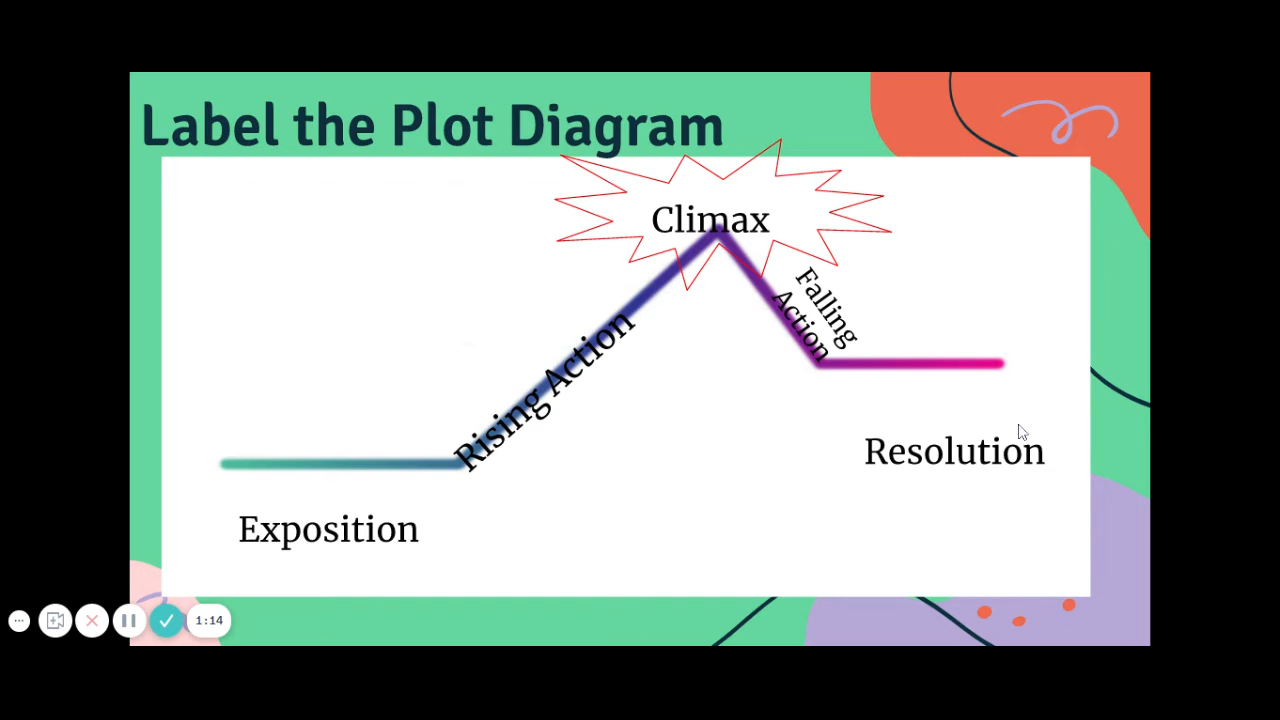 Label the Plot Diagram
Climax
Falling
Action
Rising Action
Resolution
Exposition
1:14